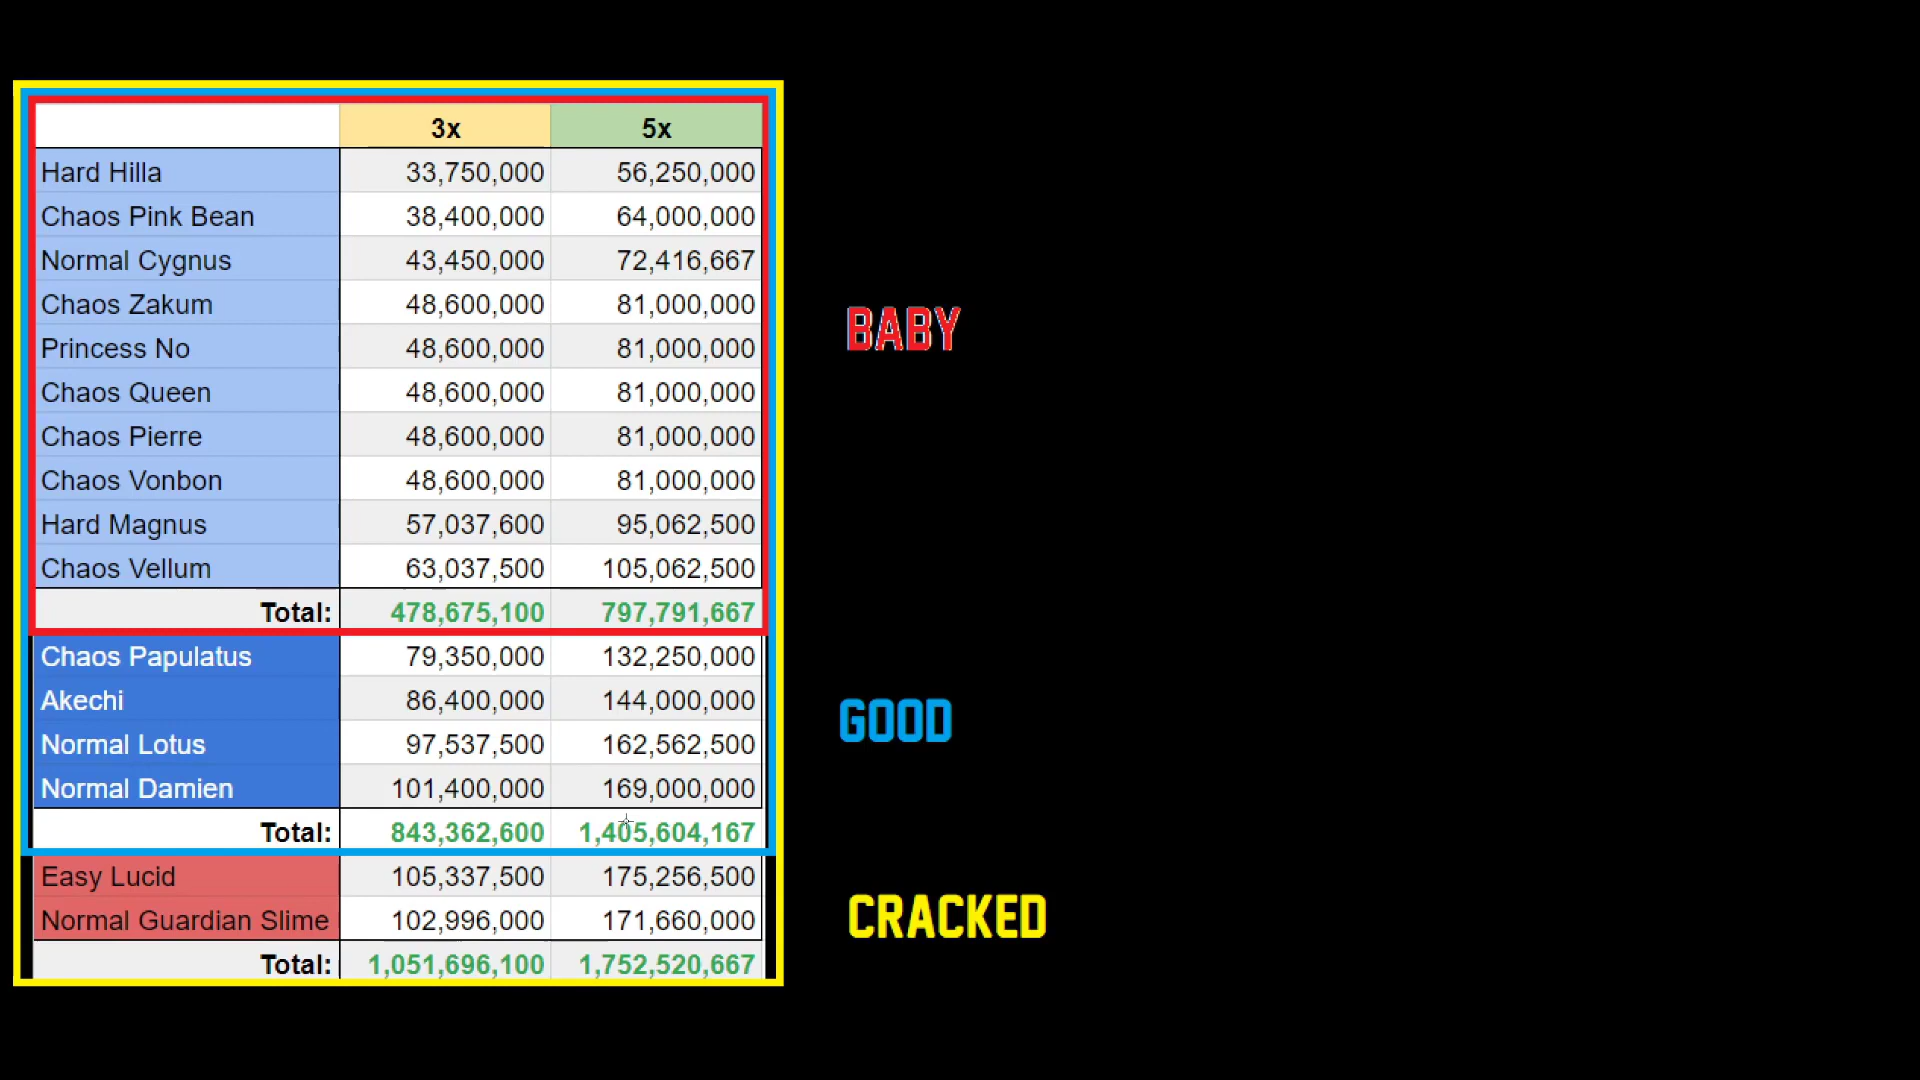 3x 5x
Hard Hilla 33,750,000 56,250,000
Chaos Pink Bean 38,400,000 64,000,000
Normal Cygnus 43,450,000 72,416,667
Chaos Zakum 48,600,000 81,000,000
Princess No 48,600,000 81,000,000
Chaos Queen 48,600,000 81,000,000
Chaos Pierre 48,600,000 81,000,000
Chaos Vonbon 48,600,000 81,000,000
Hard Magnus 57,037,600 95,062,500
Chaos Vellum 63,037,500 105,062,500
Total: 478,675,100 797,791,667
BABY
Chaos Papulatus 79,350,000 132,250,000
Akechi 86,400,000 144,000,000
Normal Lotus 97,537,500 162,562,500
Normal Damien 101,400,000 169,000,000
Total: 843,362,600 1,405,604,167
GOOD
Easy Lucid 105,337,500 175,256,500
Normal Guardian Slime 102,996,000 171,660,000
Total: 1,051,696,100 1,752,520,667
CRACKED